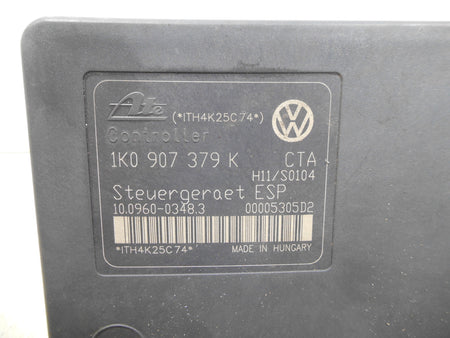 Ate (*ITH4K25C74*)
Controller
1K0 907 379 K CTA
H11/S0104
Steuergeraet ESP
10.0960-0348.3 00005305D2
*ITH4K25C74* MADE IN HUNGARY